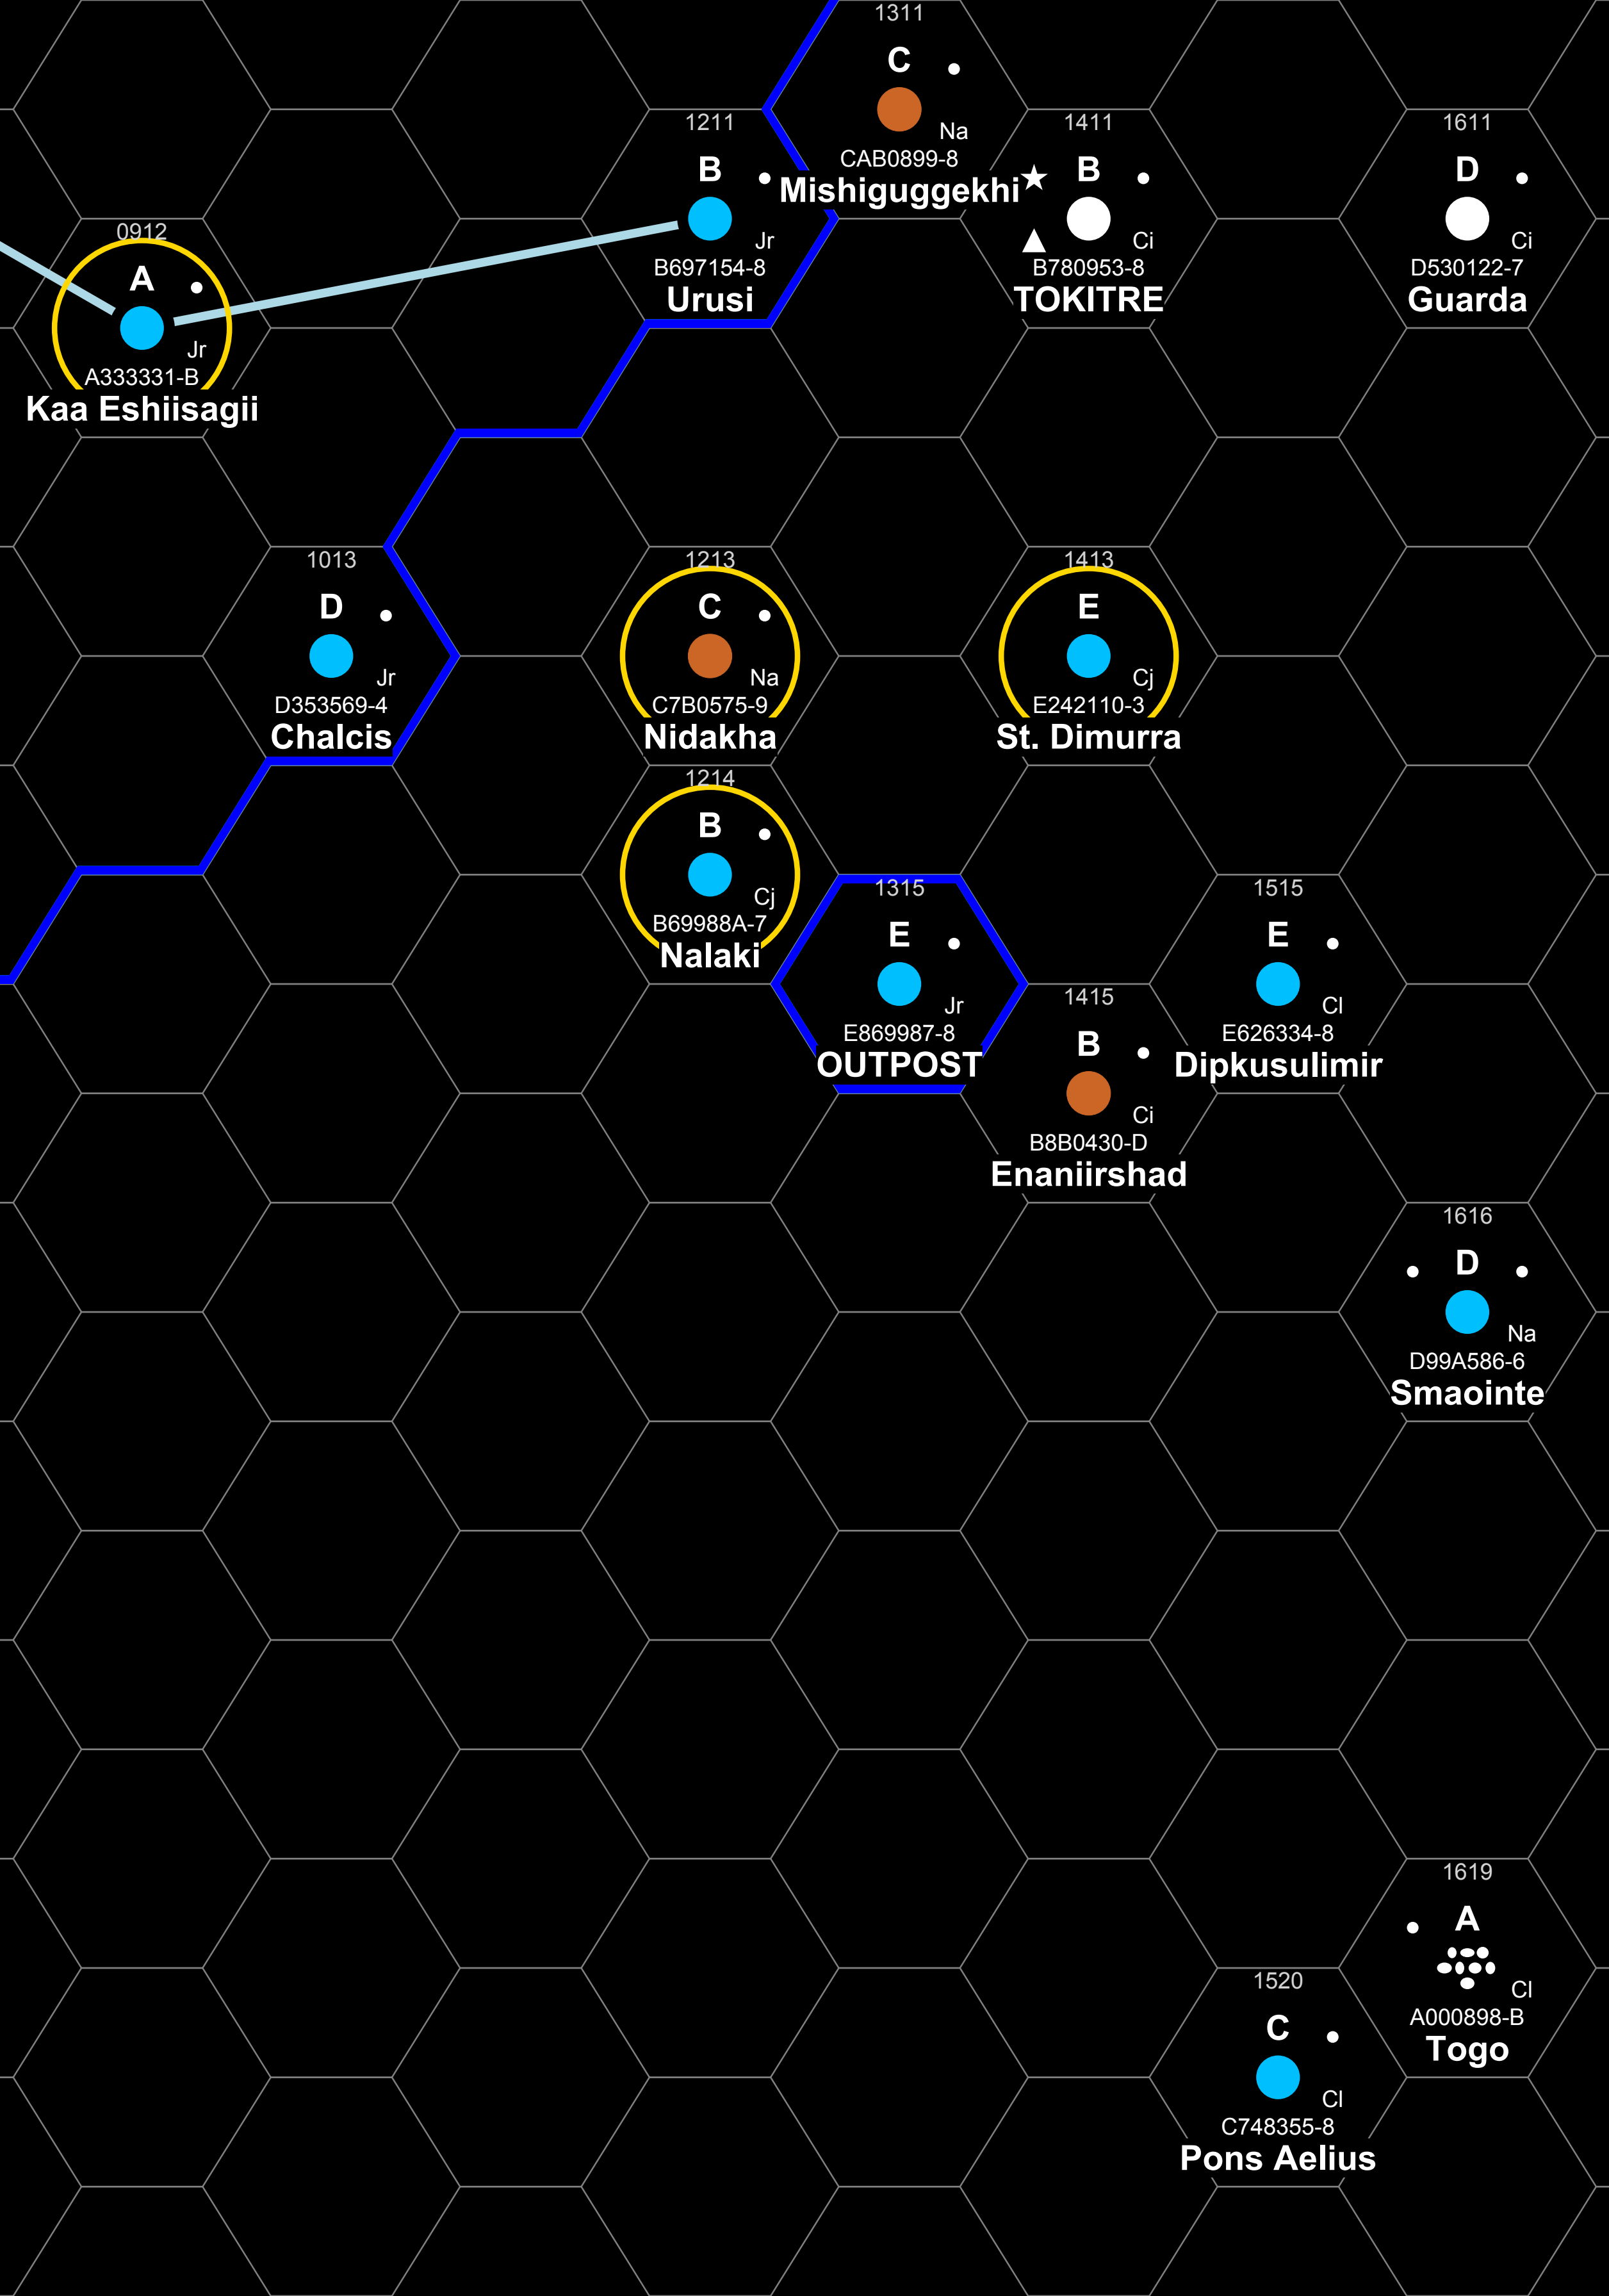 1311
C
Na
CAB0899-8
Mishiguggekhi
1211
B
Jr
B697154-8
Urusi
1411
B
Ci
B780953-8
TOKITRE
1611
D
Ci
D530122-7
Guarda
0912
A
Jr
A333331-B
Kaa Eshiisagii
1013
D
Jr
D353569-4
Chalcis
1213
C
Na
C7B0575-9
Nidakha
1413
E
Cj
E242110-3
St. Dimurra
1214
B
Cj
B69988A-7
Nalaki
1315
E
Jr
E869987-8
OUTPOST
1515
E
Cl
E626334-8
Dipkusulimir
1415
B
Ci
B8B0430-D
Enaniirshad
1616
D
Na
D99A586-6
Smaointe
1619
A
Cl
A000898-B
Togo
1520
C
Cl
C748355-8
Pons Aelius